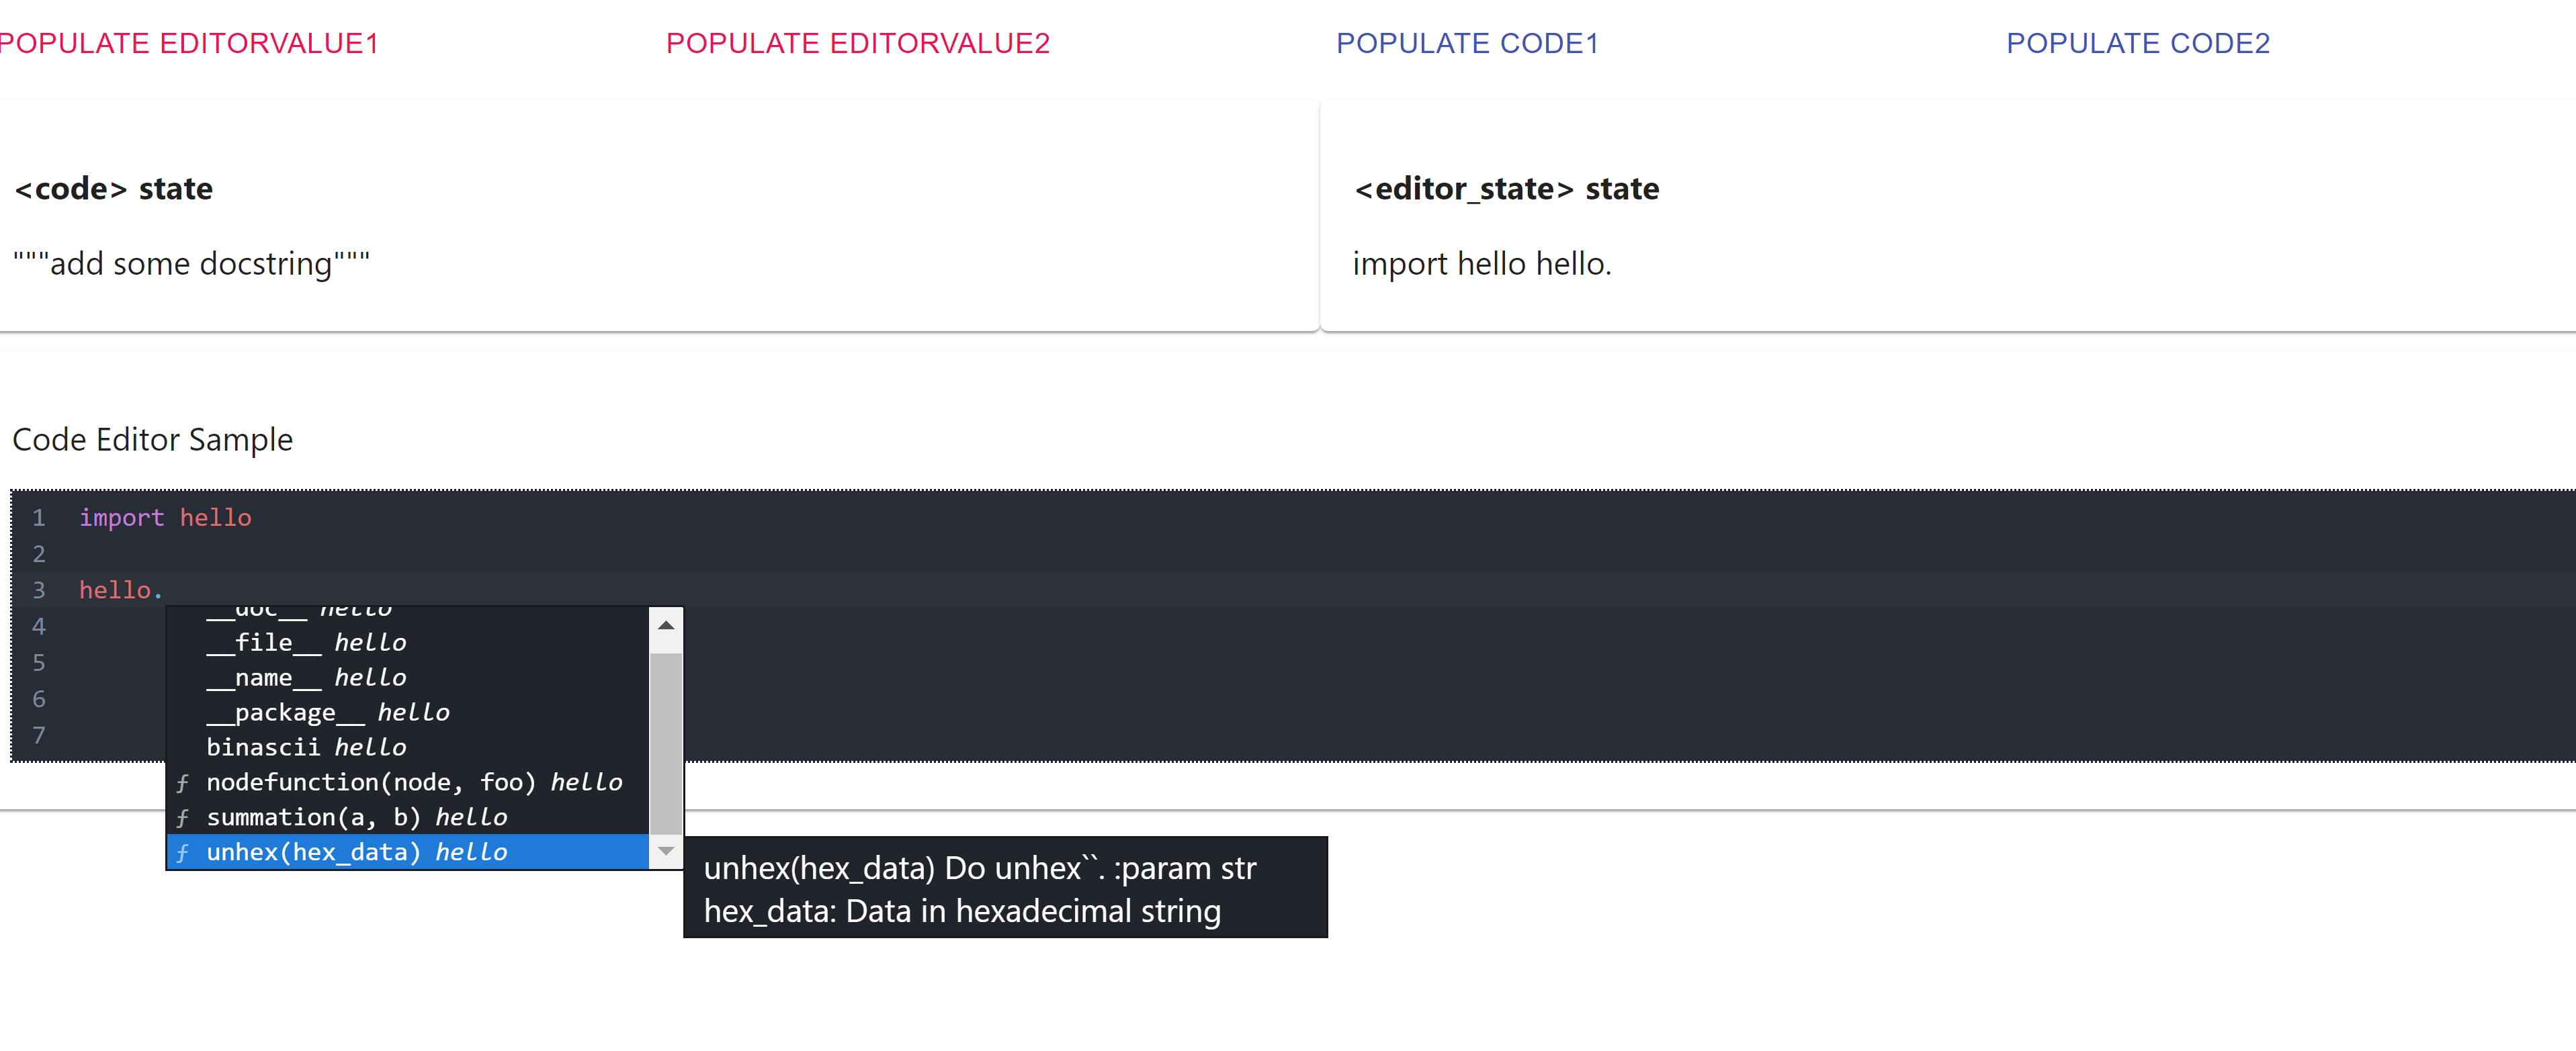 POPULATE EDITORVALUE1 POPULATE EDITORVALUE2 POPULATE CODE1 POPULATE CODE2
<code> state
"""add some docstring"""
<editor_state> state
import hello hello.
Code Editor Sample
1 import hello
2
3 hello.
4
5
6
7
__doc__ hello
__file__ hello
__name__ hello
__package__ hello
binascii hello
ƒ nodefunction(node, foo) hello
ƒ summation(a, b) hello
ƒ unhex(hex_data) hello
unhex(hex_data) Do unhex``. :param str
hex_data: Data in hexadecimal string